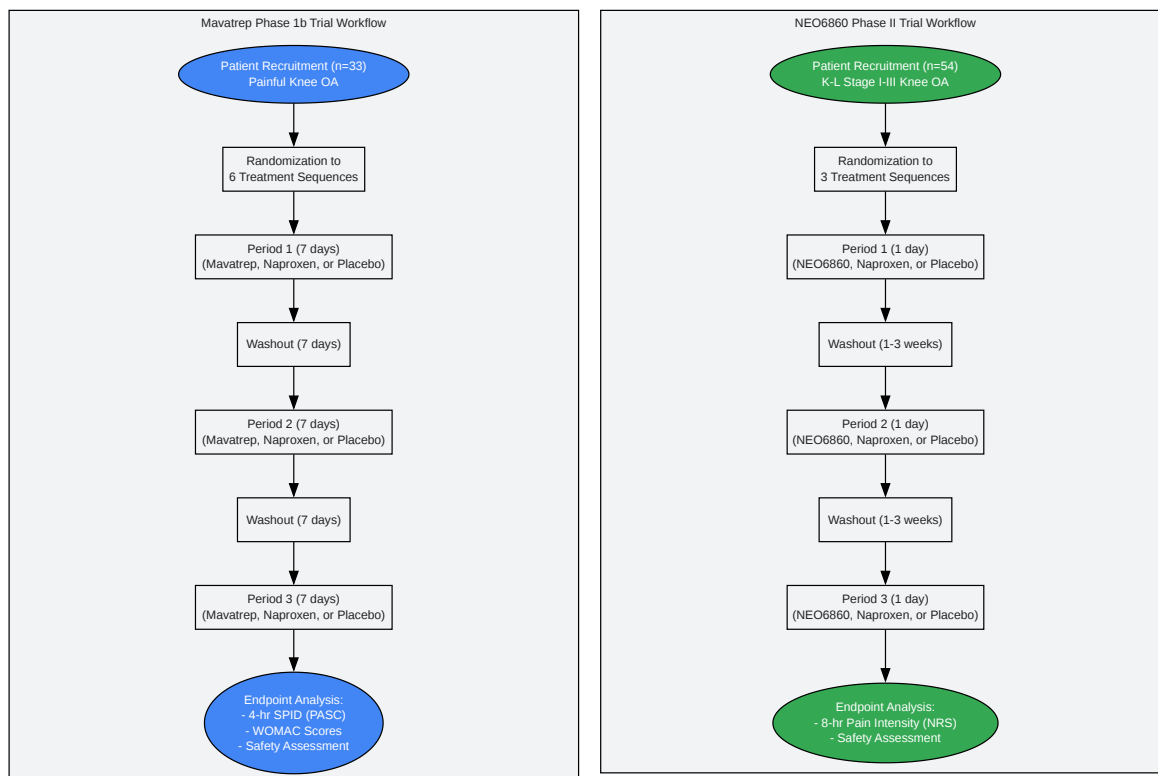 Mavatrep Phase 1b Trial Workflow
Patient Recruitment (n=33)
Painful Knee OA
Randomization to
6 Treatment Sequences
Period 1 (7 days)
(Mavatrep, Naproxen, or Placebo)
Washout (7 days)
Period 2 (7 days)
(Mavatrep, Naproxen, or Placebo)
Washout (7 days)
Period 3 (7 days)
(Mavatrep, Naproxen, or Placebo)
Endpoint Analysis:
- 4-hr SPID (PASC)
- WOMAC Scores
- Safety Assessment
NEO6860 Phase II Trial Workflow
Patient Recruitment (n=54)
K-L Stage I-III Knee OA
Randomization to
3 Treatment Sequences
Period 1 (1 day)
(NEO6860, Naproxen, or Placebo)
Washout (1-3 weeks)
Period 2 (1 day)
(NEO6860, Naproxen, or Placebo)
Washout (1-3 weeks)
Period 3 (1 day)
(NEO6860, Naproxen, or Placebo)
Endpoint Analysis:
- 8-hr Pain Intensity (NRS)
- Safety Assessment